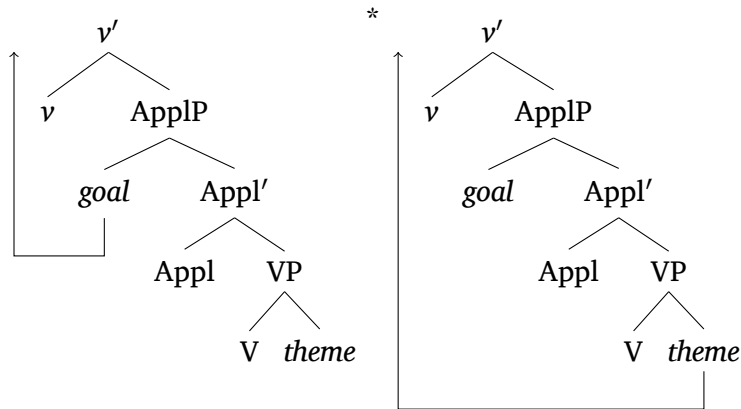 *
v′ v′
v ApplP v ApplP
goal Appl′ goal Appl′
Appl VP Appl VP
V theme V theme